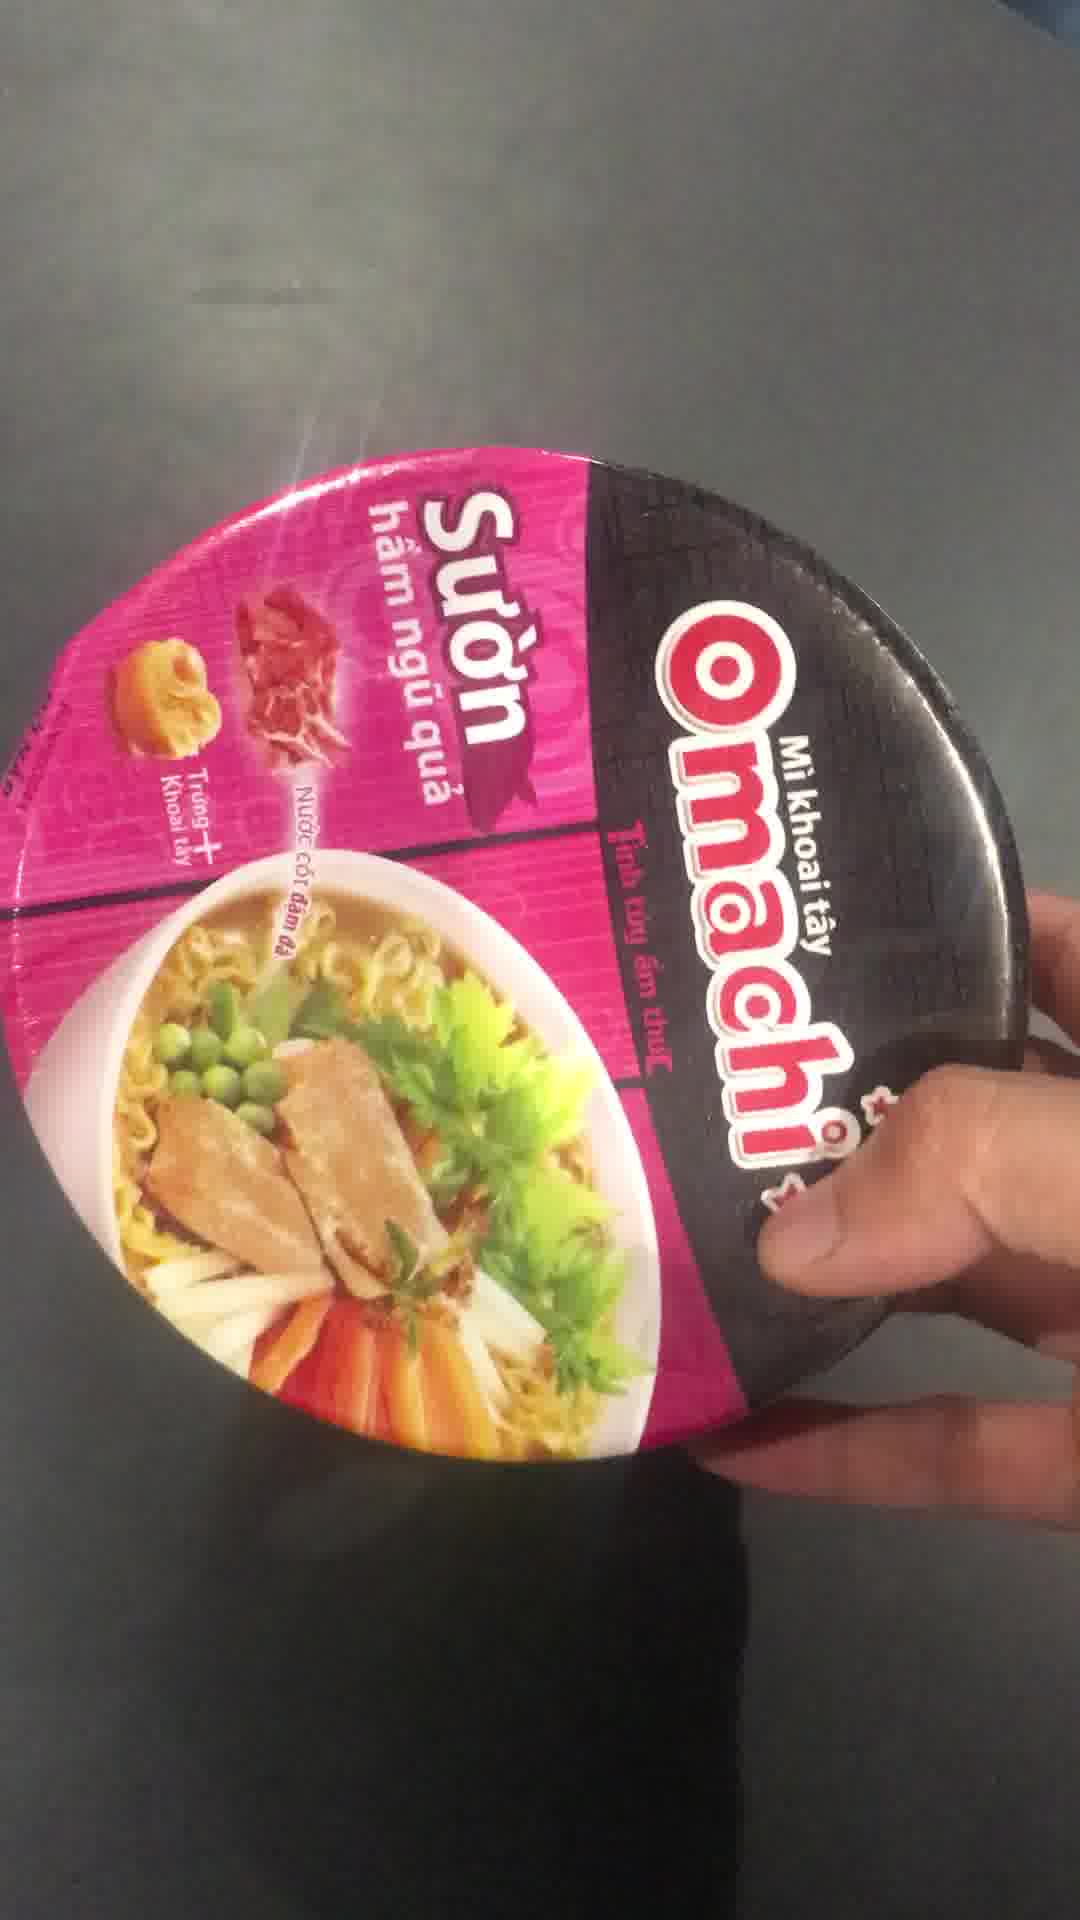 Mì khoai tây
Omachi
Tinh túy ẩm thực
Sườn
hầm ngũ quả
Nước cốt đậm đà
Trứng +
Khoai tây